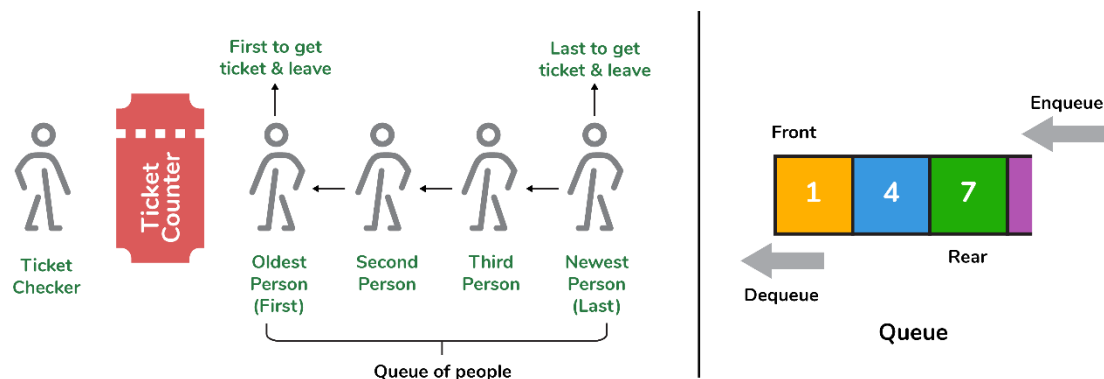 First to get
ticket & leave
Last to get
ticket & leave
Ticket
Counter
Ticket
Checker
Oldest
Person
(First)
Second
Person
Third
Person
Newest
Person
(Last)
Queue of people
Enqueue
Front
1
4
7
Rear
Dequeue
Queue